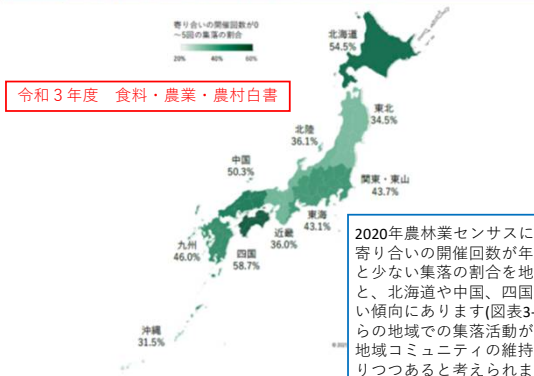 寄り合いの開催回数が0
～5回の集落の割合
20%
40%
60%
令和３年度　食料・農業・農村白書
北海道
54.5%
東北
34.5%
北陸
36.1%
関東・東山
43.7%
中国
50.3%
東海
43.1%
近畿
36.0%
九州
46.0%
四国
58.7%
沖縄
31.5%
2020年農林業センサスに
寄り合いの開催回数が年
と少ない集落の割合を地
と、北海道や中国、四国
い傾向にあります(図表3-
らの地域での集落活動が
地域コミュニティの維持
りつつあると考えられま